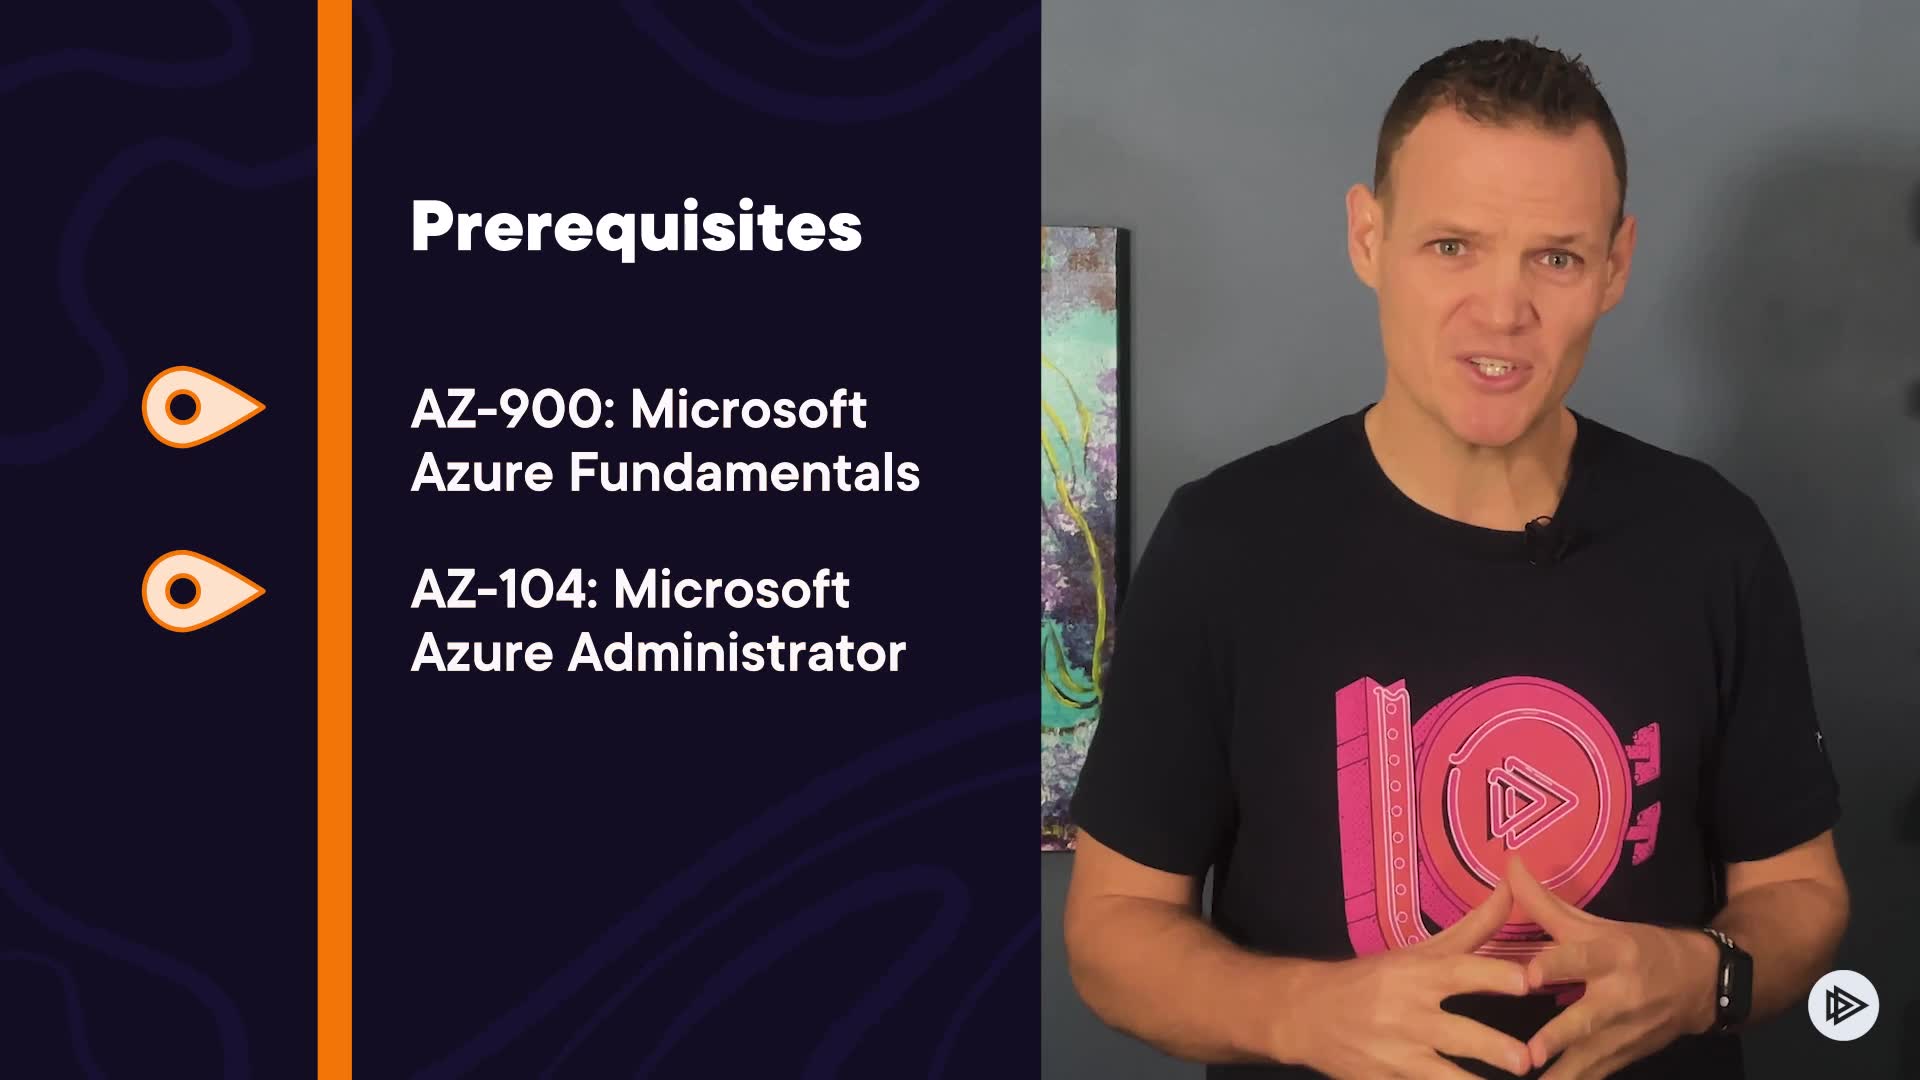 Prerequisites
AZ-900: Microsoft
Azure Fundamentals
AZ-104: Microsoft
Azure Administrator